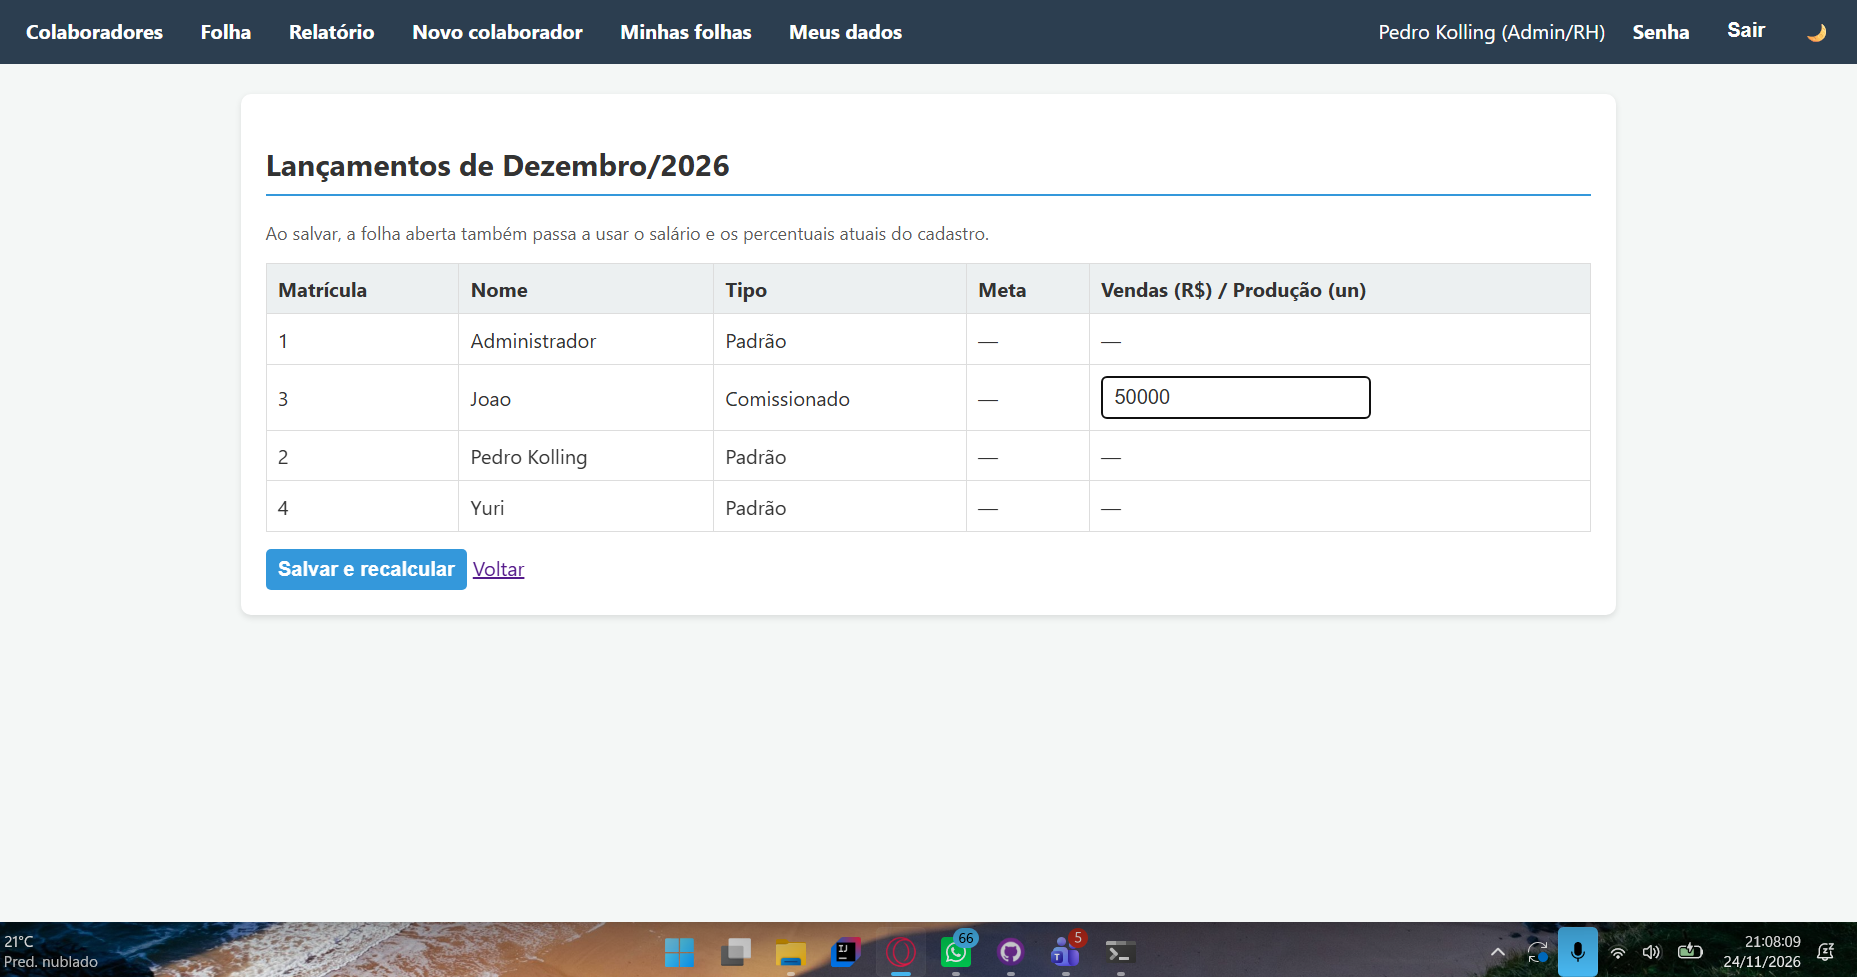 Colaboradores Folha Relatório Novo colaborador Minhas folhas Meus dados Pedro Kolling (Admin/RH) Senha Sair
Lançamentos de Dezembro/2026
Ao salvar, a folha aberta também passa a usar o salário e os percentuais atuais do cadastro.
Matrícula Nome Tipo Meta Vendas (R$) / Produção (un)
1 Administrador Padrão — —
3 Joao Comissionado — 50000
2 Pedro Kolling Padrão — —
4 Yuri Padrão — —
Salvar e recalcular Voltar
21°C
Pred. nublado
IJ
66
T
5
21:08:09
24/11/2026